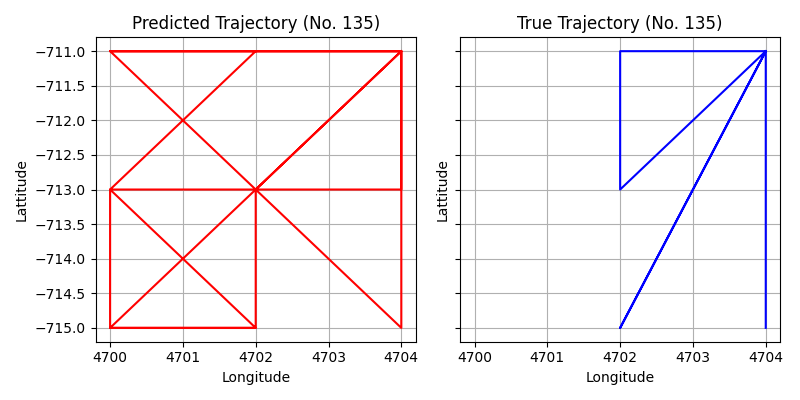 Predicted Trajectory (No. 135)
−711.0
−711.5
−712.0
−712.5
−713.0
−713.5
−714.0
−714.5
−715.0
Lattitude
4700 4701 4702 4703 4704
Longitude
True Trajectory (No. 135)
Lattitude
4700 4701 4702 4703 4704
Longitude